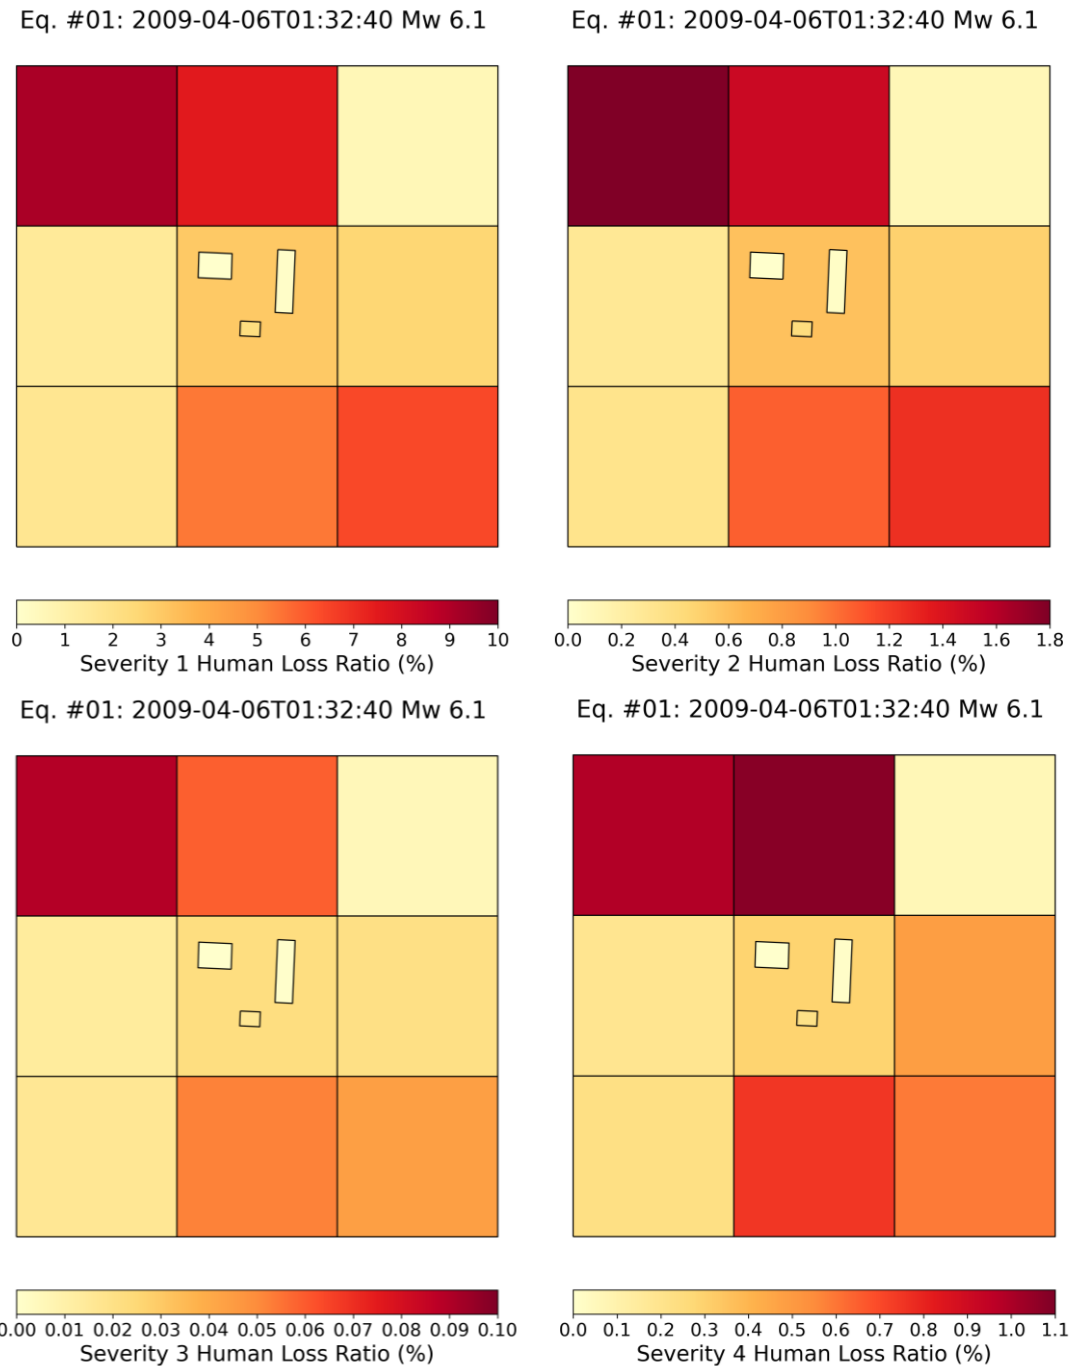 Eq. #01: 2009-04-06T01:32:40 Mw 6.1
Eq. #01: 2009-04-06T01:32:40 Mw 6.1
0 1 2 3 4 5 6 7 8 9 10
Severity 1 Human Loss Ratio (%)
0.0 0.2 0.4 0.6 0.8 1.0 1.2 1.4 1.6 1.8
Severity 2 Human Loss Ratio (%)
Eq. #01: 2009-04-06T01:32:40 Mw 6.1
Eq. #01: 2009-04-06T01:32:40 Mw 6.1
0.00 0.01 0.02 0.03 0.04 0.05 0.06 0.07 0.08 0.09 0.10
Severity 3 Human Loss Ratio (%)
0.0 0.1 0.2 0.3 0.4 0.5 0.6 0.7 0.8 0.9 1.0 1.1
Severity 4 Human Loss Ratio (%)